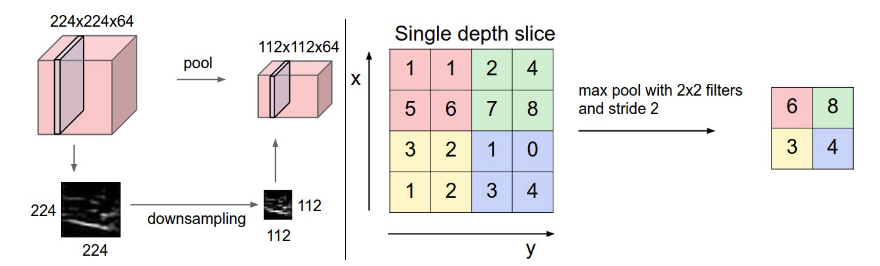 224x224x64
pool
112x112x64
224
224
downsampling
112
112
Single depth slice
x
1 1 2 4
5 6 7 8
3 2 1 0
1 2 3 4
y
max pool with 2x2 filters
and stride 2
6 8
3 4